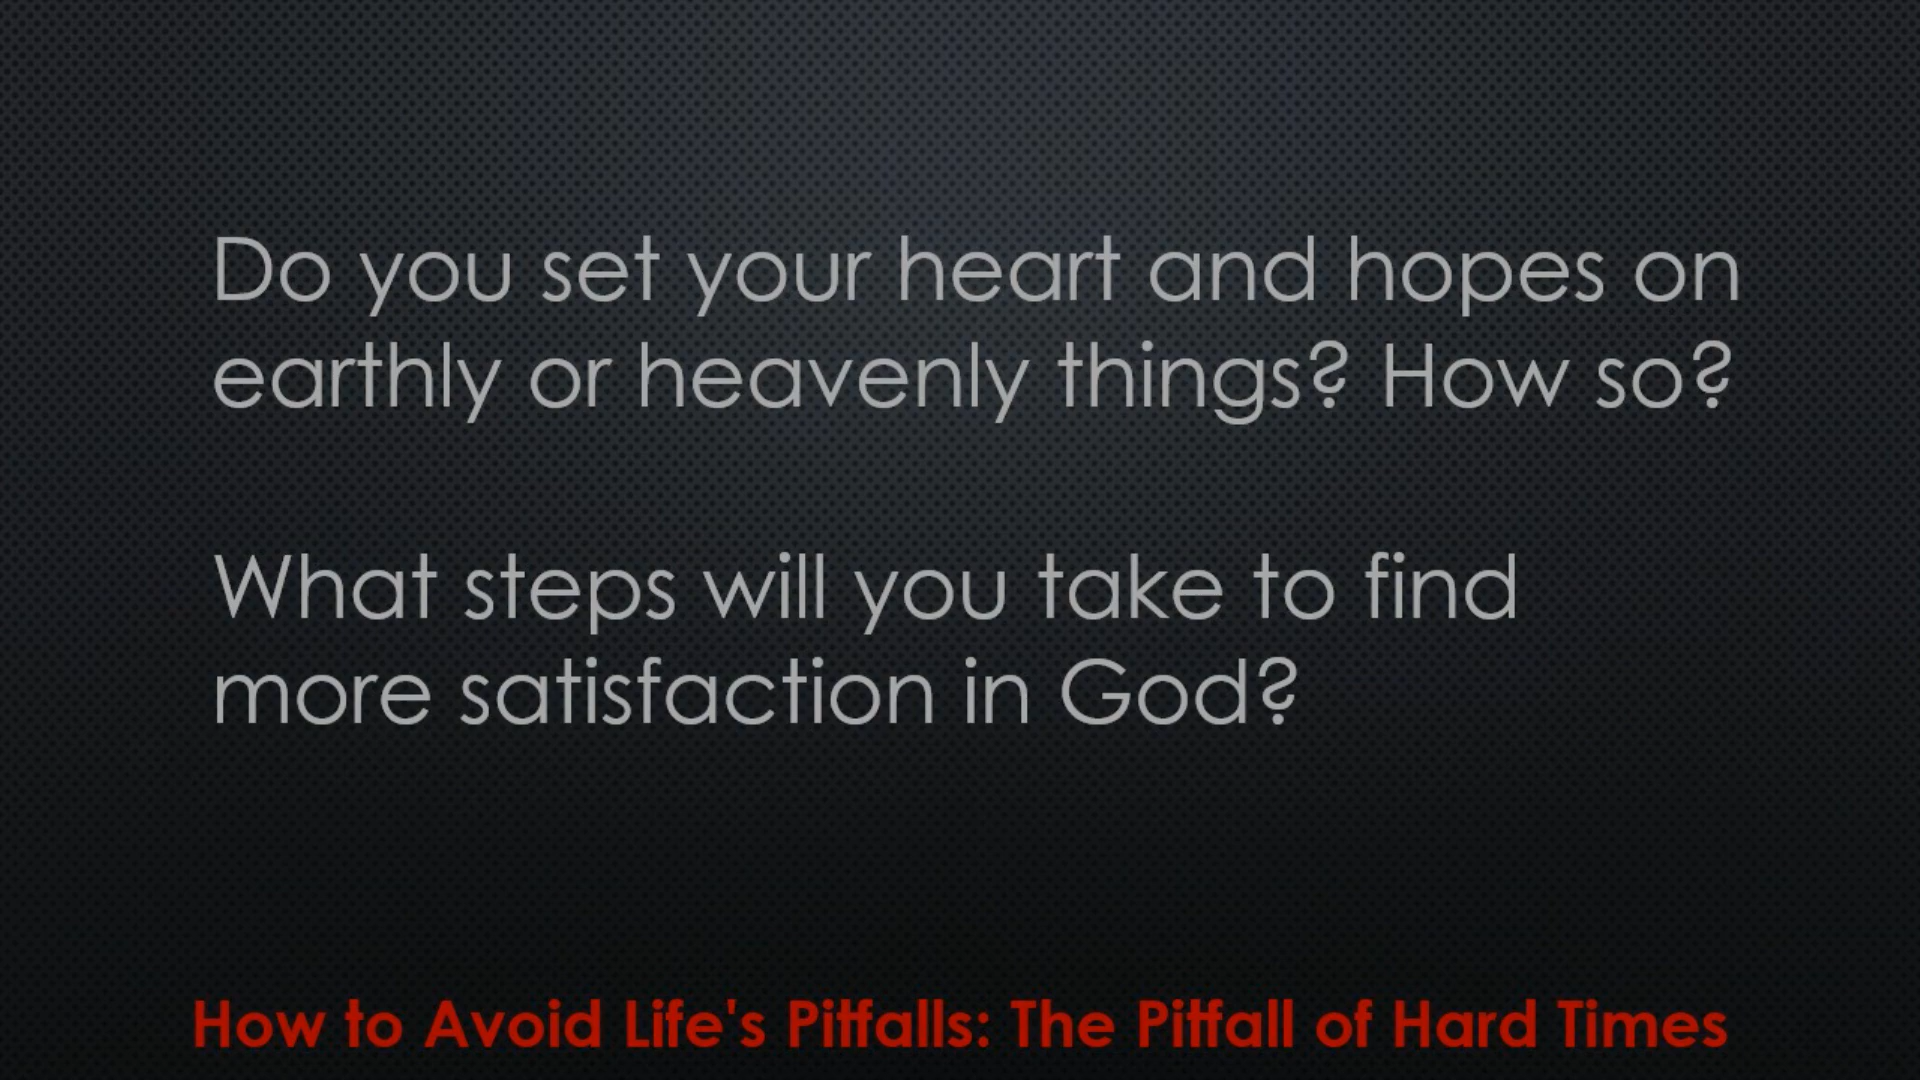 Do you set your heart and hopes on
earthly or heavenly things? How so?
What steps will you take to find
more satisfaction in God?
How to Avoid Life's Pitfalls: The Pitfall of Hard Times